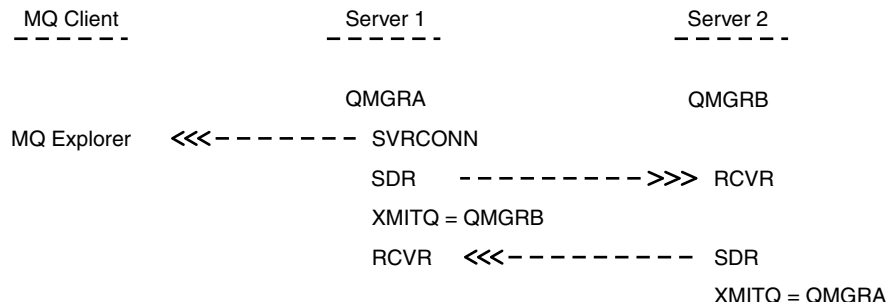 MQ Client Server 1 Server 2
QMGRA QMGRB
MQ Explorer <<< SVRCONN
SDR >>> RCVR
XMITQ = QMGRB
RCVR <<< SDR
XMITQ = QMGRA